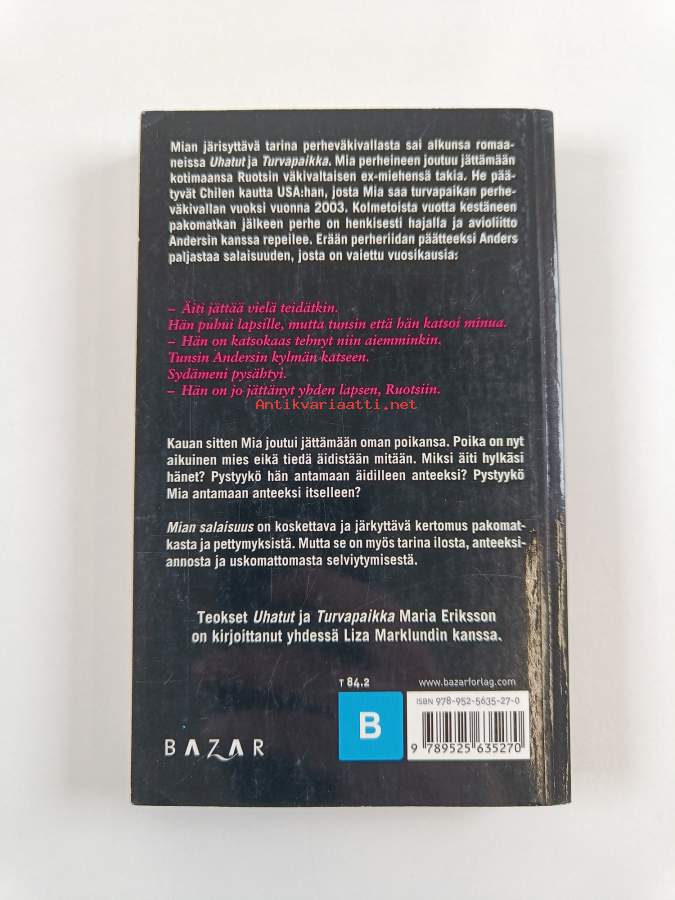 Mian järisyttävä tarina perheväkivallasta sai alkunsa romaa-
neissa Uhatut ja Turvapaikka. Mia perheineen joutuu jättämään
kotimaansa Ruotsin väkivaltaisen ex-miehensä takia. He pää-
tyvät Chilen kautta USA:han, josta Mia saa turvapaikan perhe-
väkivallan vuoksi vuonna 2003. Kolmetoista vuotta kestäneen
pakomatkan jälkeen perhe on henkisesti hajalla ja avioliitto
Andersin kanssa repeilee. Erään perheriidan päätteeksi Anders
paljastaa salaisuuden, josta on vaiettu vuosikausia:
– Äiti jättää vielä teidätkin.
Hän puhui lapsille, mutta tunsin että hän katsoi minua.
– Hän on katsokaas tehnyt niin aiemminkin.
Tunsin Andersin kylmän katseen.
Sydämeni pysähtyi.
– Hän on jo jättänyt yhden lapsen, Ruotsiin.
Antikvariaatti.net
Kauan sitten Mia joutui jättämään oman poikansa. Poika on nyt
aikuinen mies eikä tiedä äidistään mitään. Miksi äiti hylkäsi
hänet? Pystyykö hän antamaan äidilleen anteeksi? Pystyykö
Mia antamaan anteeksi itselleen?
Mian salaisuus on koskettava ja järkyttävä kertomus pakomat-
kasta ja pettymyksistä. Mutta se on myös tarina ilosta, anteeksi-
annosta ja uskomattomasta selviytymisestä.
Teokset Uhatut ja Turvapaikka Maria Eriksson
on kirjoittanut yhdessä Liza Marklundin kanssa.
T 84.2
www.bazarforlag.com
ISBN 978-952-5635-27-0
B
BAZAR
9 789525 635270